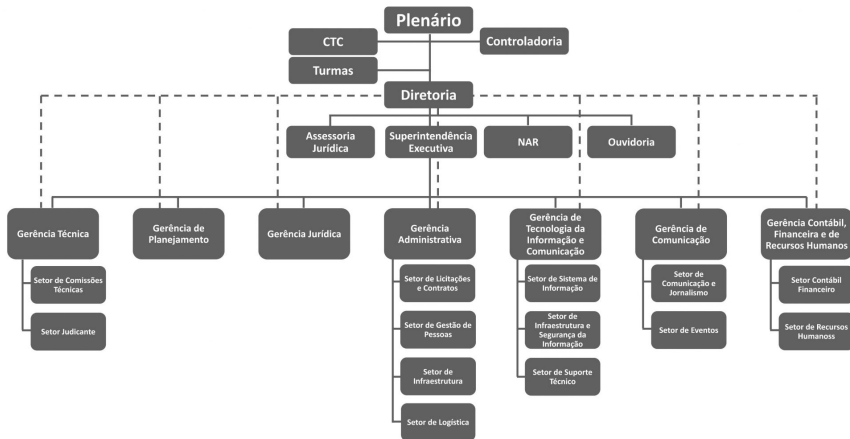 Plenário
CTC
Controladoria
Turmas
Diretoria
Assessoria
Jurídica
Superintendência
Executiva
NAR
Ouvidoria
Gerência Técnica
Gerência de
Planejamento
Gerência Jurídica
Gerência
Administrativa
Gerência de
Tecnologia da
Informação e
Comunicação
Gerência de
Comunicação
Gerência Contábil,
Financeira e de
Recursos Humanos
Setor de Comissões
Técnicas
Setor Judicante
Setor de Licitações
e Contratos
Setor de Gestão de
Pessoas
Setor de
Infraestrutura
Setor de Logística
Setor de Sistema de
Informação
Setor de
Infraestrutura e
Segurança da
Informação
Setor de Suporte
Técnico
Setor de
Comunicação e
Jornalismo
Setor de Eventos
Setor Contábil
Financeiro
Setor de Recursos
Humanoss